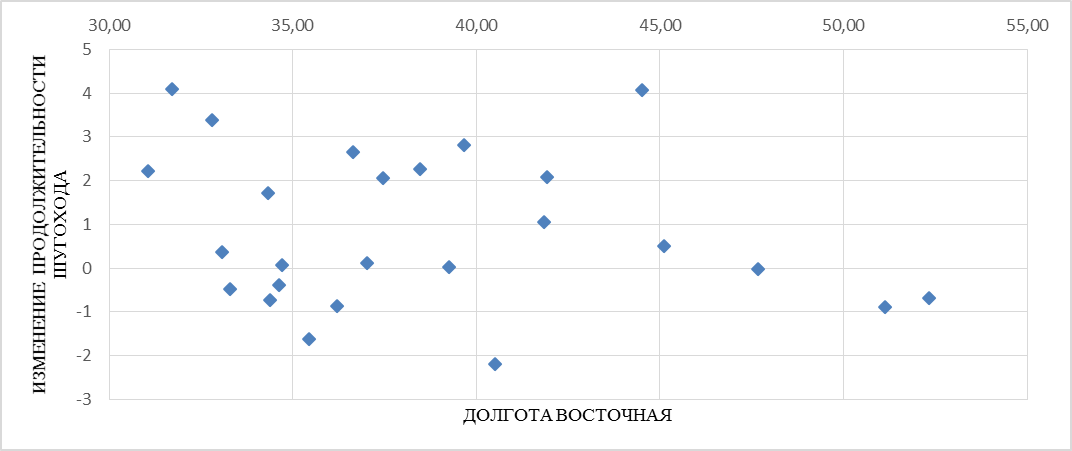 30,00 35,00 40,00 45,00 50,00 55,00
5
4
3
2
1
0
-1
-2
-3
ИЗМЕНЕНИЕ ПРОДОЛЖИТЕЛЬНОСТИ
ШУГОХОДА
ДОЛГОТА ВОСТОЧНАЯ